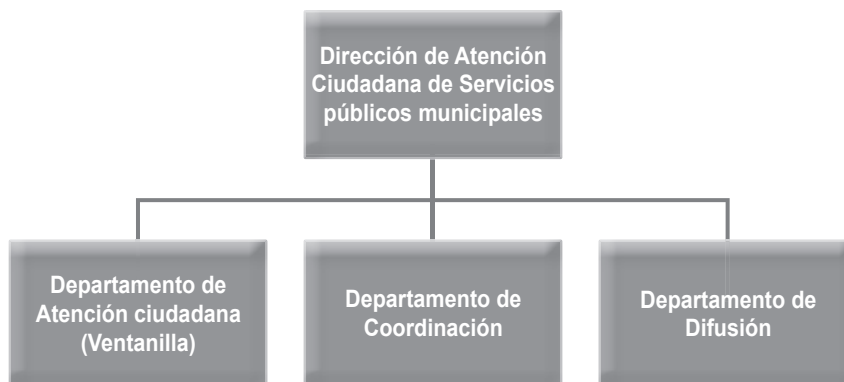 Dirección de Atención
Ciudadana de Servicios
públicos municipales
Departamento de
Atención ciudadana
(Ventanilla)
Departamento de
Coordinación
Departamento de
Difusión